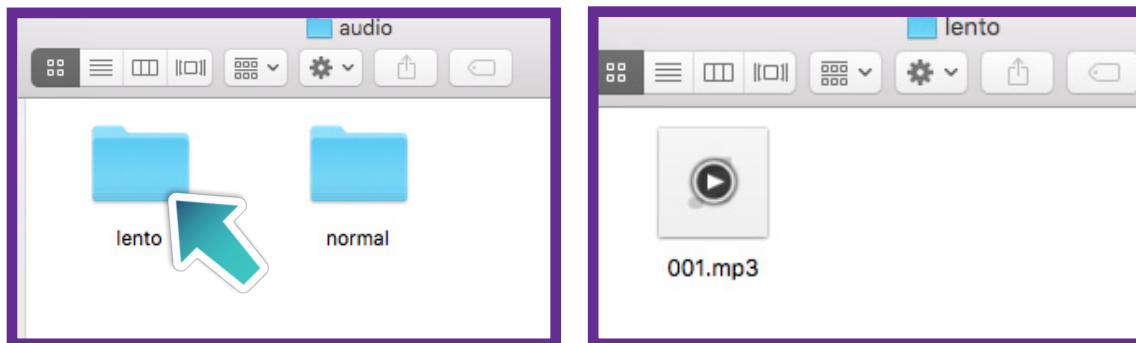 audio
lento
normal
lento
001.mp3